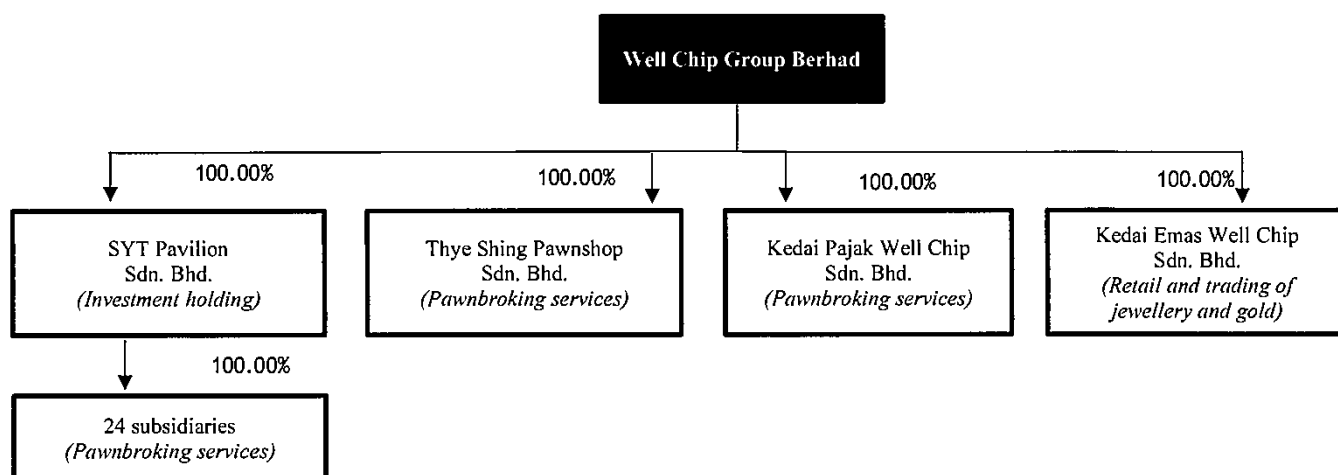 Well Chip Group Berhad
100.00%
100.00%
100.00%
100.00%
SYT Pavilion
Sdn. Bhd.
(Investment holding)
Thye Shing Pawnshop
Sdn. Bhd.
(Pawnbroking services)
Kedai Pajak Well Chip
Sdn. Bhd.
(Pawnbroking services)
Kedai Emas Well Chip
Sdn. Bhd.
(Retail and trading of
jewellery and gold)
100.00%
24 subsidiaries
(Pawnbroking services)